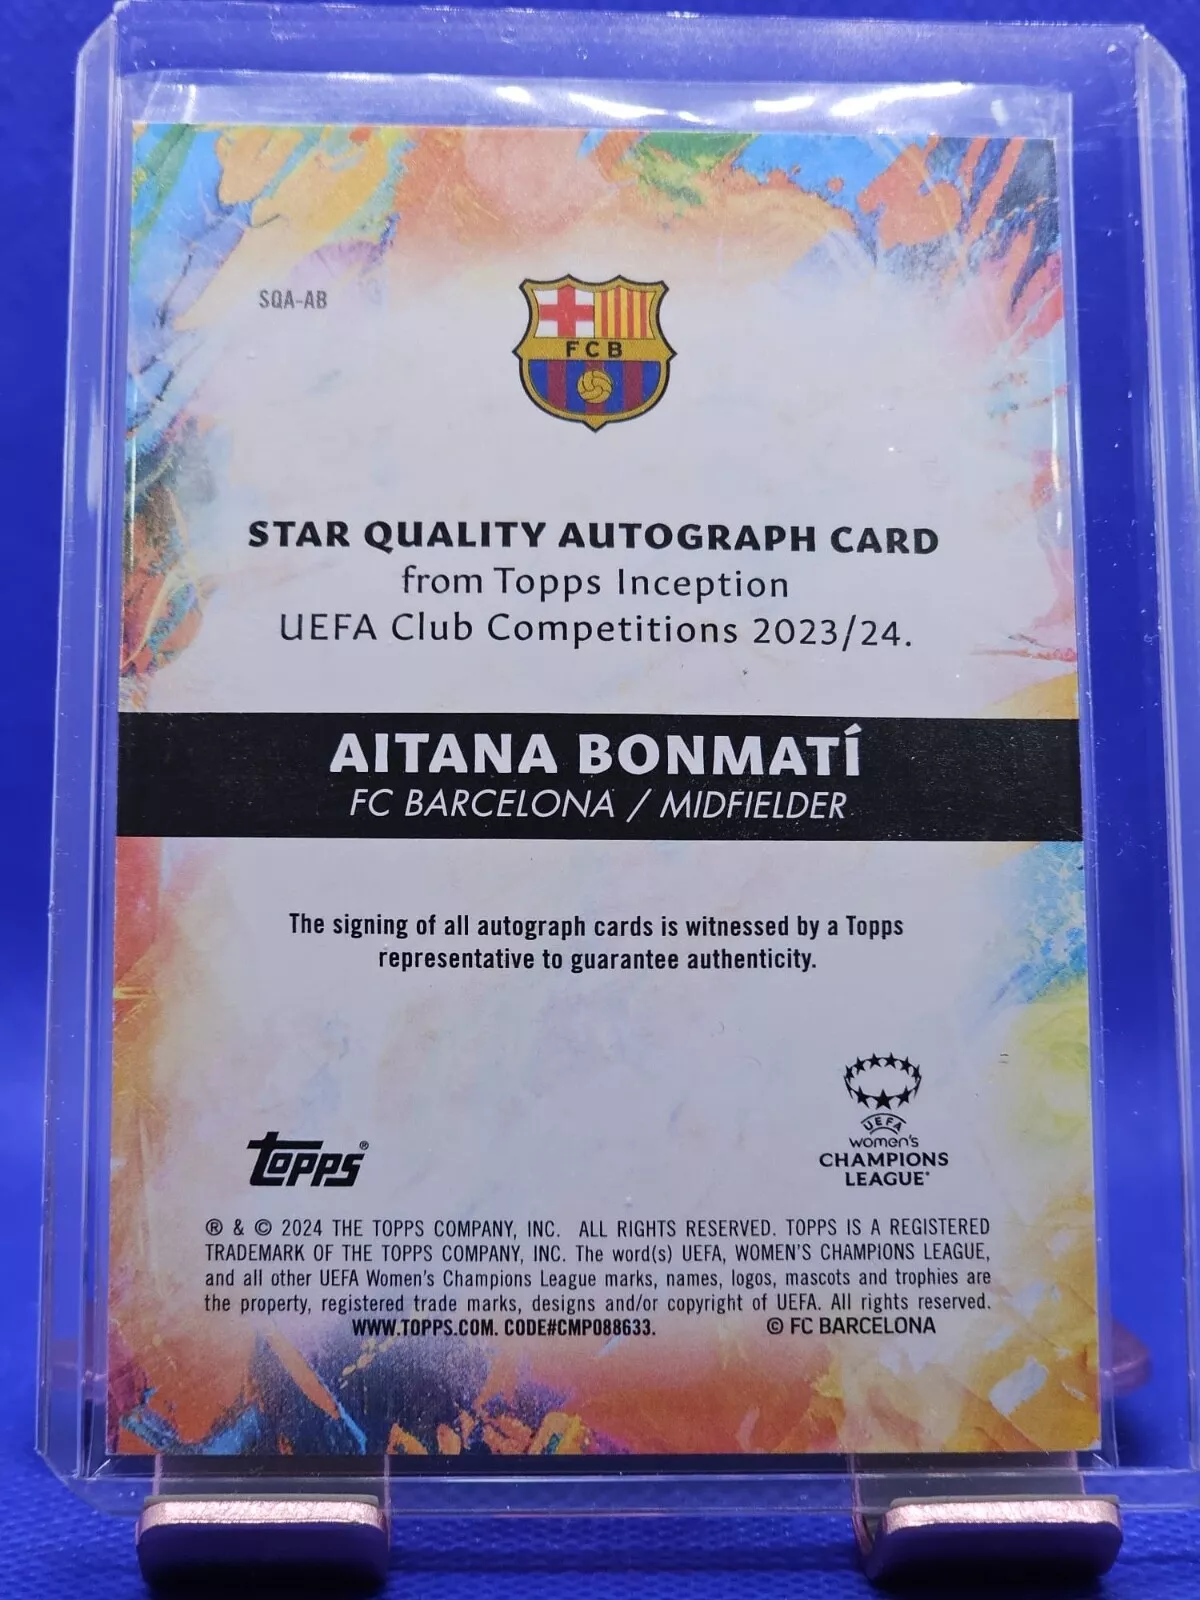 SQA-AB
FCB
STAR QUALITY AUTOGRAPH CARD
from Topps Inception
UEFA Club Competitions 2023/24.
AITANA BONMATÍ
FC BARCELONA / MIDFIELDER
The signing of all autograph cards is witnessed by a Topps
representative to guarantee authenticity.
topps®
UEFA
women's
CHAMPIONS
LEAGUE
® & © 2024 THE TOPPS COMPANY, INC. ALL RIGHTS RESERVED. TOPPS IS A REGISTERED
TRADEMARK OF THE TOPPS COMPANY, INC. The word(s) UEFA, WOMEN'S CHAMPIONS LEAGUE,
and all other UEFA Women's Champions League marks, names, logos, mascots and trophies are
the property, registered trade marks, designs and/or copyright of UEFA. All rights reserved.
WWW.TOPPS.COM. CODE#CMP088633. © FC BARCELONA